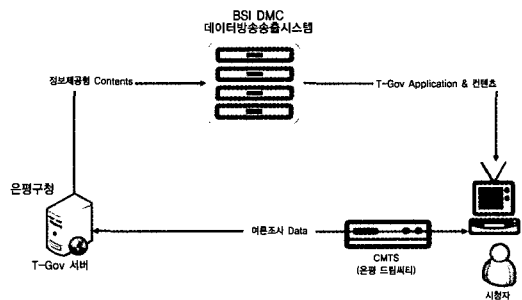 BSI DMC
데이터방송송출시스템
정보제공형 Contents
T-Gov Application & 컨텐츠
은평구청
T-Gov 서버
여론조사 Data
CMTS
(은평 드림씨티)
시청자